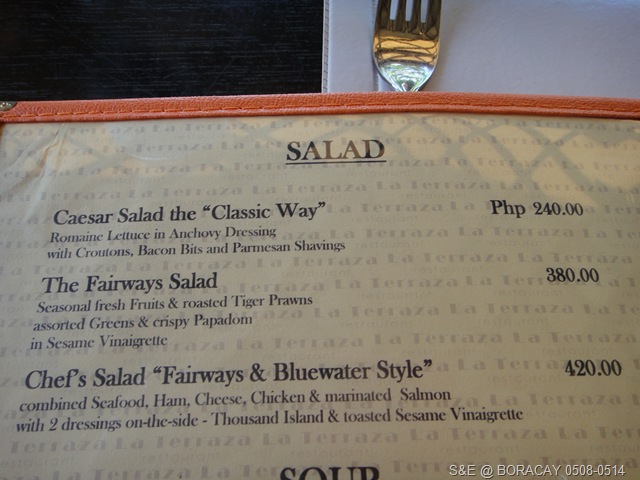 SALAD
Caesar Salad the “Classic Way” Php 240.00
Romaine Lettuce in Anchovy Dressing
with Croutons, Bacon Bits and Parmesan Shavings
The Fairways Salad 380.00
Seasonal fresh Fruits & roasted Tiger Prawns
assorted Greens & crispy Papadom
in Sesame Vinaigrette
Chef's Salad “Fairways & Bluewater Style” 420.00
combined Seafood, Ham, Cheese, Chicken & marinated Salmon
with 2 dressings on-the-side - Thousand Island & toasted Sesame Vinaigrette
SOUP
S&E @ BORACAY 0508-0514